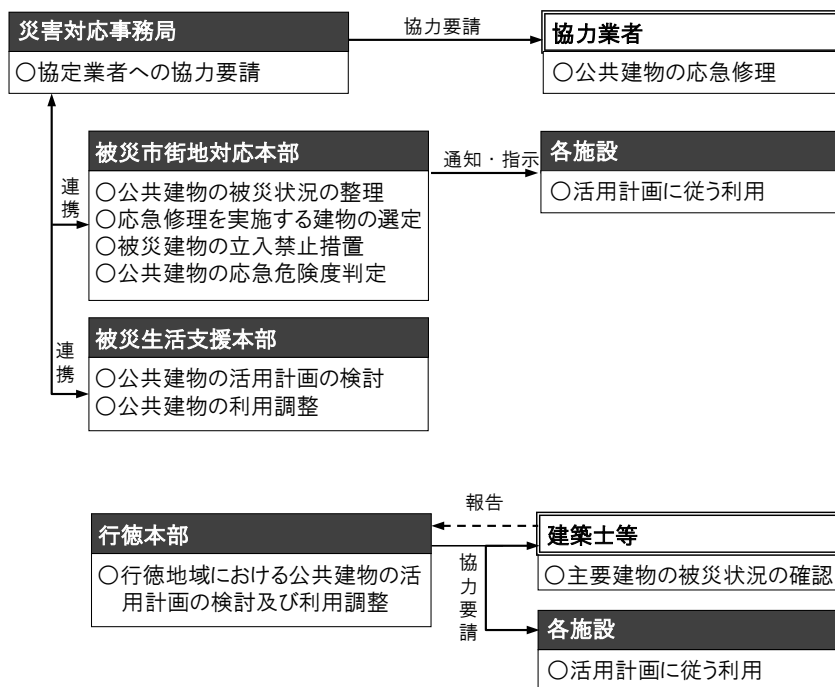 災害対応事務局
○協定業者への協力要請
協力要請
協力業者
○公共建物の応急修理
連携
被災市街地対応本部
○公共建物の被災状況の整理
○応急修理を実施する建物の選定
○被災建物の立入禁止措置
○公共建物の応急危険度判定
通知・指示
各施設
○活用計画に従う利用
連携
被災生活支援本部
○公共建物の活用計画の検討
○公共建物の利用調整
行徳本部
○行徳地域における公共建物の活
用計画の検討及び利用調整
報告
協力要請
建築士等
○主要建物の被災状況の確認
各施設
○活用計画に従う利用